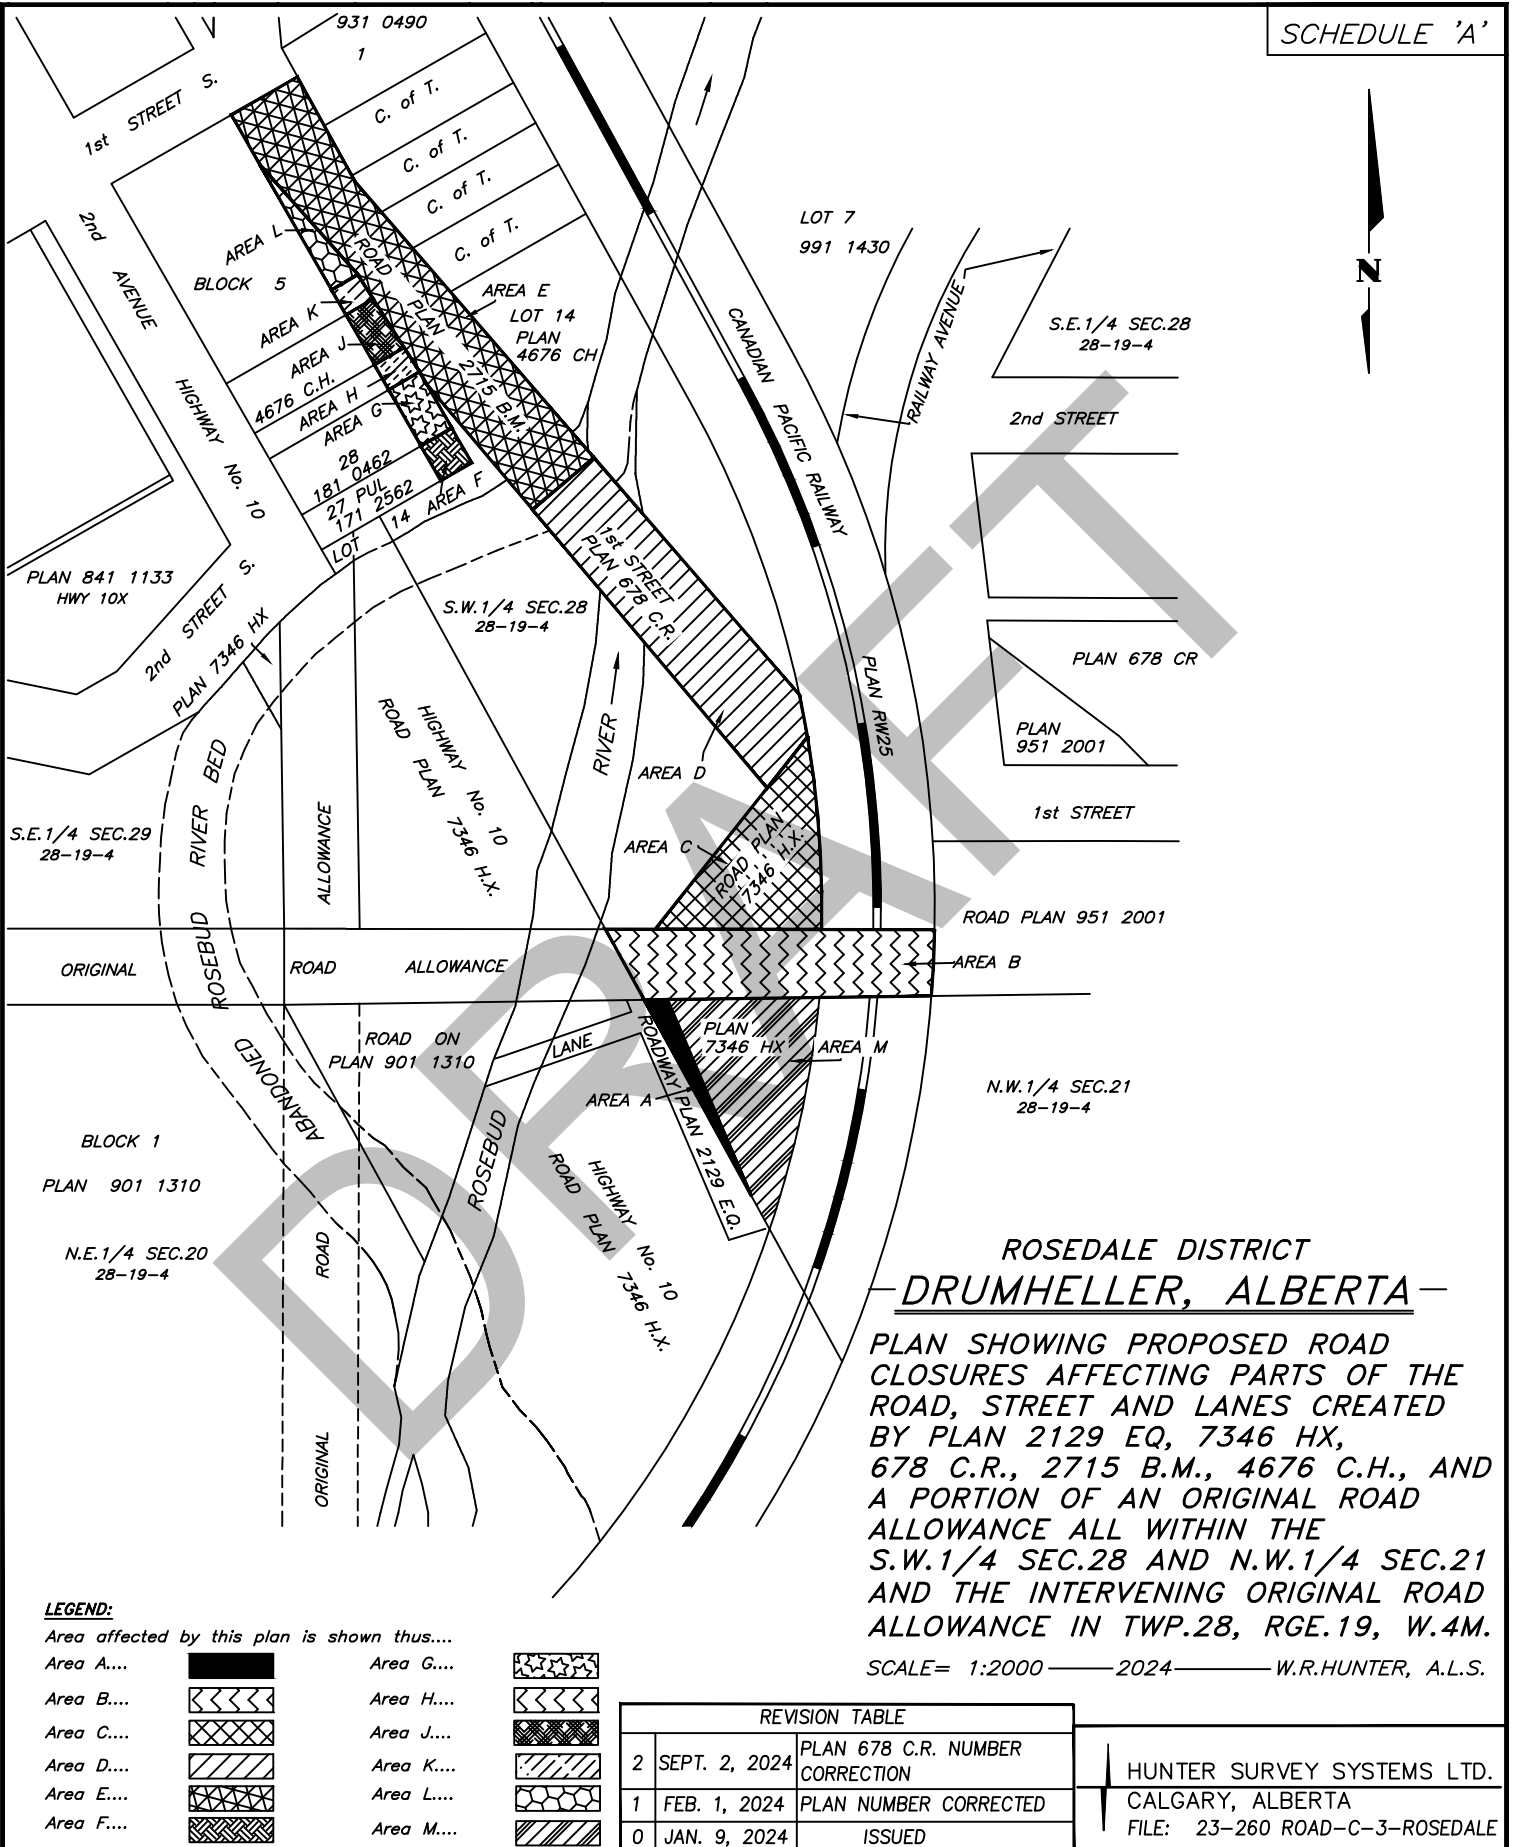 SCHEDULE 'A'
931 0490
1
1st STREET S.
C. of T.
C. of T.
C. of T.
C. of T.
2nd AVENUE
AREA L
BLOCK 5
AREA K
AREA J
4676 C.H.
AREA H
AREA G
28
181 0462
27 PUL
171 2562
LOT 14 AREA F
ROAD PLAN 2715 B.M.
AREA E
LOT 14
PLAN
4676 CH
LOT 7
991 1430
N
CANADIAN PACIFIC RAILWAY
RAILWAY AVENUE
S.E.1/4 SEC.28
28-19-4
2nd STREET
HIGHWAY No. 10
PLAN 841 1133
HWY 10X
2nd STREET S.
PLAN 7346 HX
S.W.1/4 SEC.28
28-19-4
1st STREET
PLAN 678 C.R.
PLAN 678 CR
PLAN
951 2001
1st STREET
PLAN RW25
HIGHWAY No. 10
ROAD PLAN 7346 H.X.
RIVER
AREA D
AREA C
ROAD PLAN
7346 H.X.
S.E.1/4 SEC.29
28-19-4
ALLOWANCE
ABANDONED ROSEBUD RIVER BED
ROAD PLAN 951 2001
ORIGINAL ROAD ALLOWANCE
AREA B
ROAD ON
PLAN 901 1310
LANE
ROADWAY PLAN 2129 E.Q.
PLAN
7346 HX
AREA M
AREA A
N.W.1/4 SEC.21
28-19-4
BLOCK 1
PLAN 901 1310
ROSEBUD
HIGHWAY No. 10
ROAD PLAN 7346 H.X.
N.E.1/4 SEC.20
28-19-4
ROAD
ORIGINAL
DRAFT
ROSEDALE DISTRICT
DRUMHELLER, ALBERTA
PLAN SHOWING PROPOSED ROAD
CLOSURES AFFECTING PARTS OF THE
ROAD, STREET AND LANES CREATED
BY PLAN 2129 EQ, 7346 HX,
678 C.R., 2715 B.M., 4676 C.H., AND
A PORTION OF AN ORIGINAL ROAD
ALLOWANCE ALL WITHIN THE
S.W.1/4 SEC.28 AND N.W.1/4 SEC.21
AND THE INTERVENING ORIGINAL ROAD
ALLOWANCE IN TWP.28, RGE.19, W.4M.
SCALE= 1:2000 2024 W.R.HUNTER, A.L.S.
LEGEND:
Area affected by this plan is shown thus....
Area A....
Area B....
Area C....
Area D....
Area E....
Area F....
Area G....
Area H....
Area J....
Area K....
Area L....
Area M....
REVISION TABLE
2 SEPT. 2, 2024 PLAN 678 C.R. NUMBER
CORRECTION
1 FEB. 1, 2024 PLAN NUMBER CORRECTED
0 JAN. 9, 2024 ISSUED
HUNTER SURVEY SYSTEMS LTD.
CALGARY, ALBERTA
FILE: 23-260 ROAD-C-3-ROSEDALE